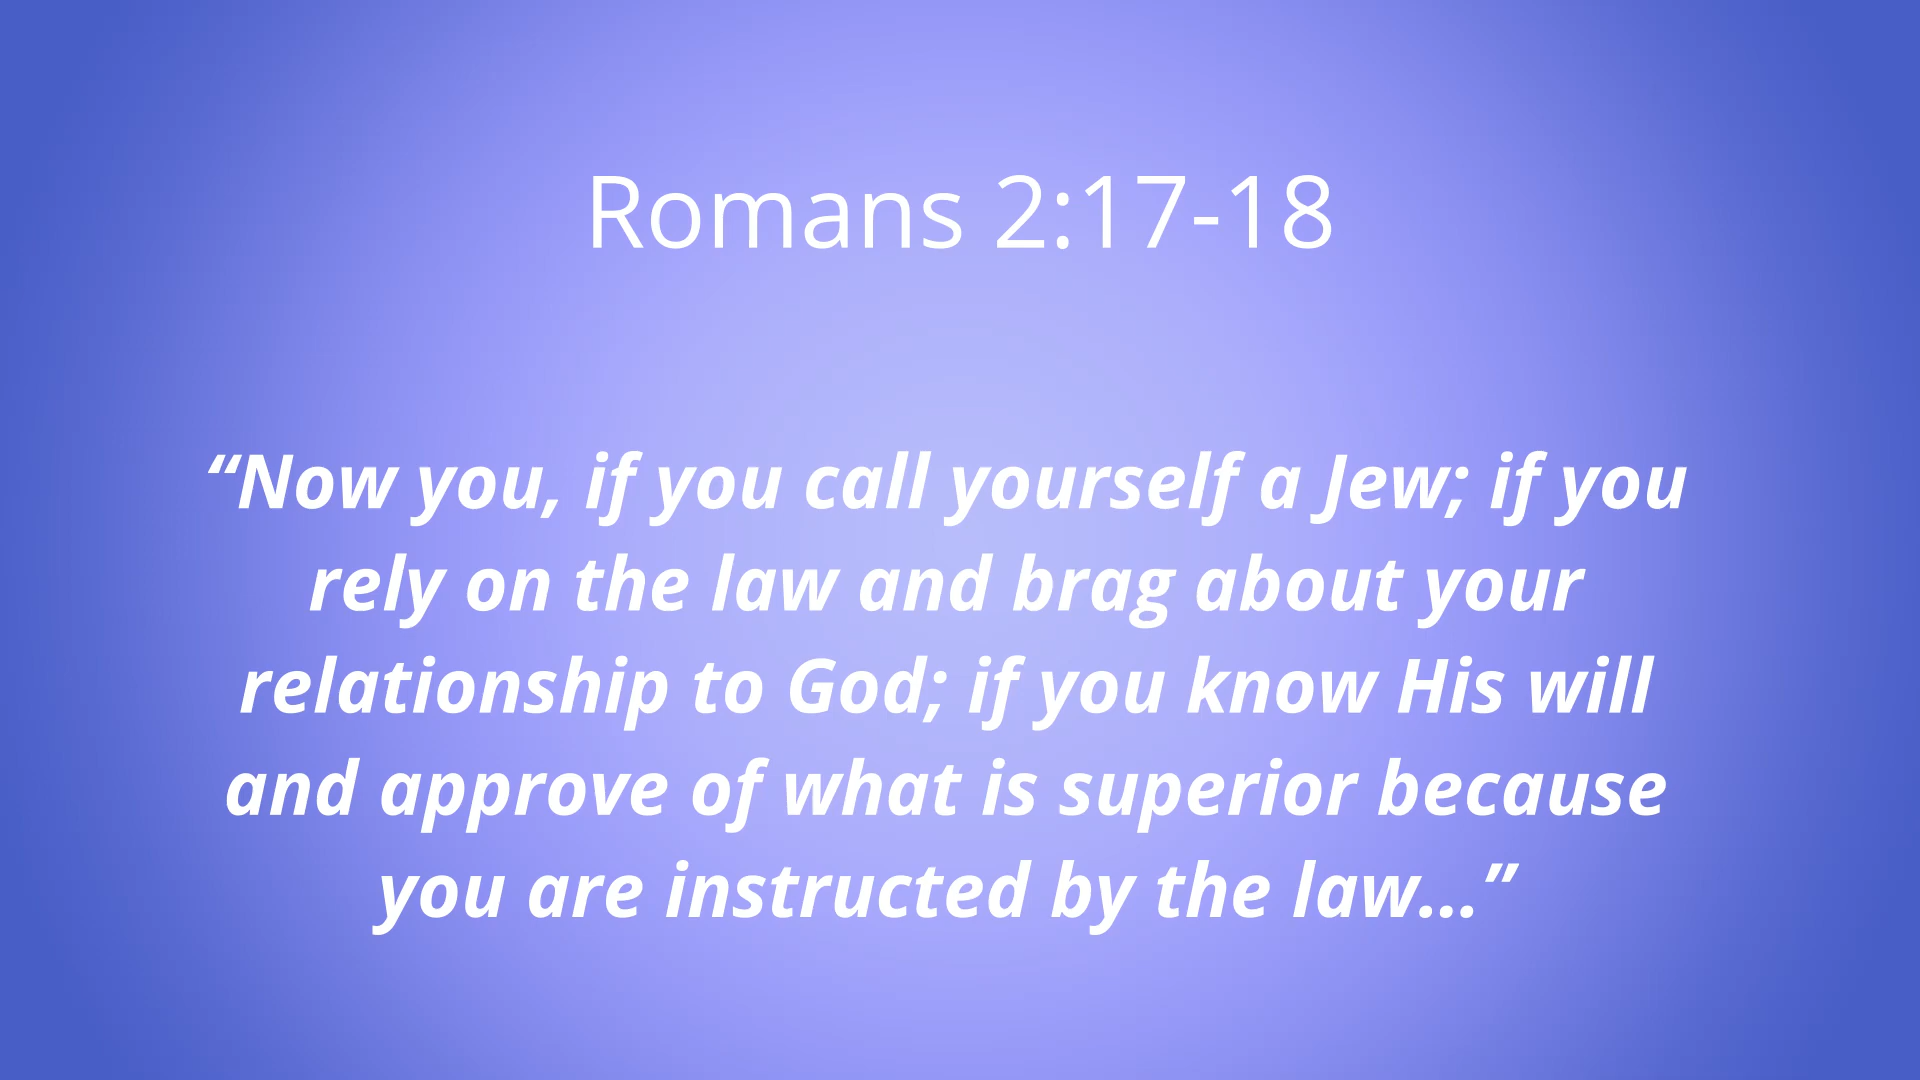 Romans 2:17-18
“Now you, if you call yourself a Jew; if you
rely on the law and brag about your
relationship to God; if you know His will
and approve of what is superior because
you are instructed by the law...”